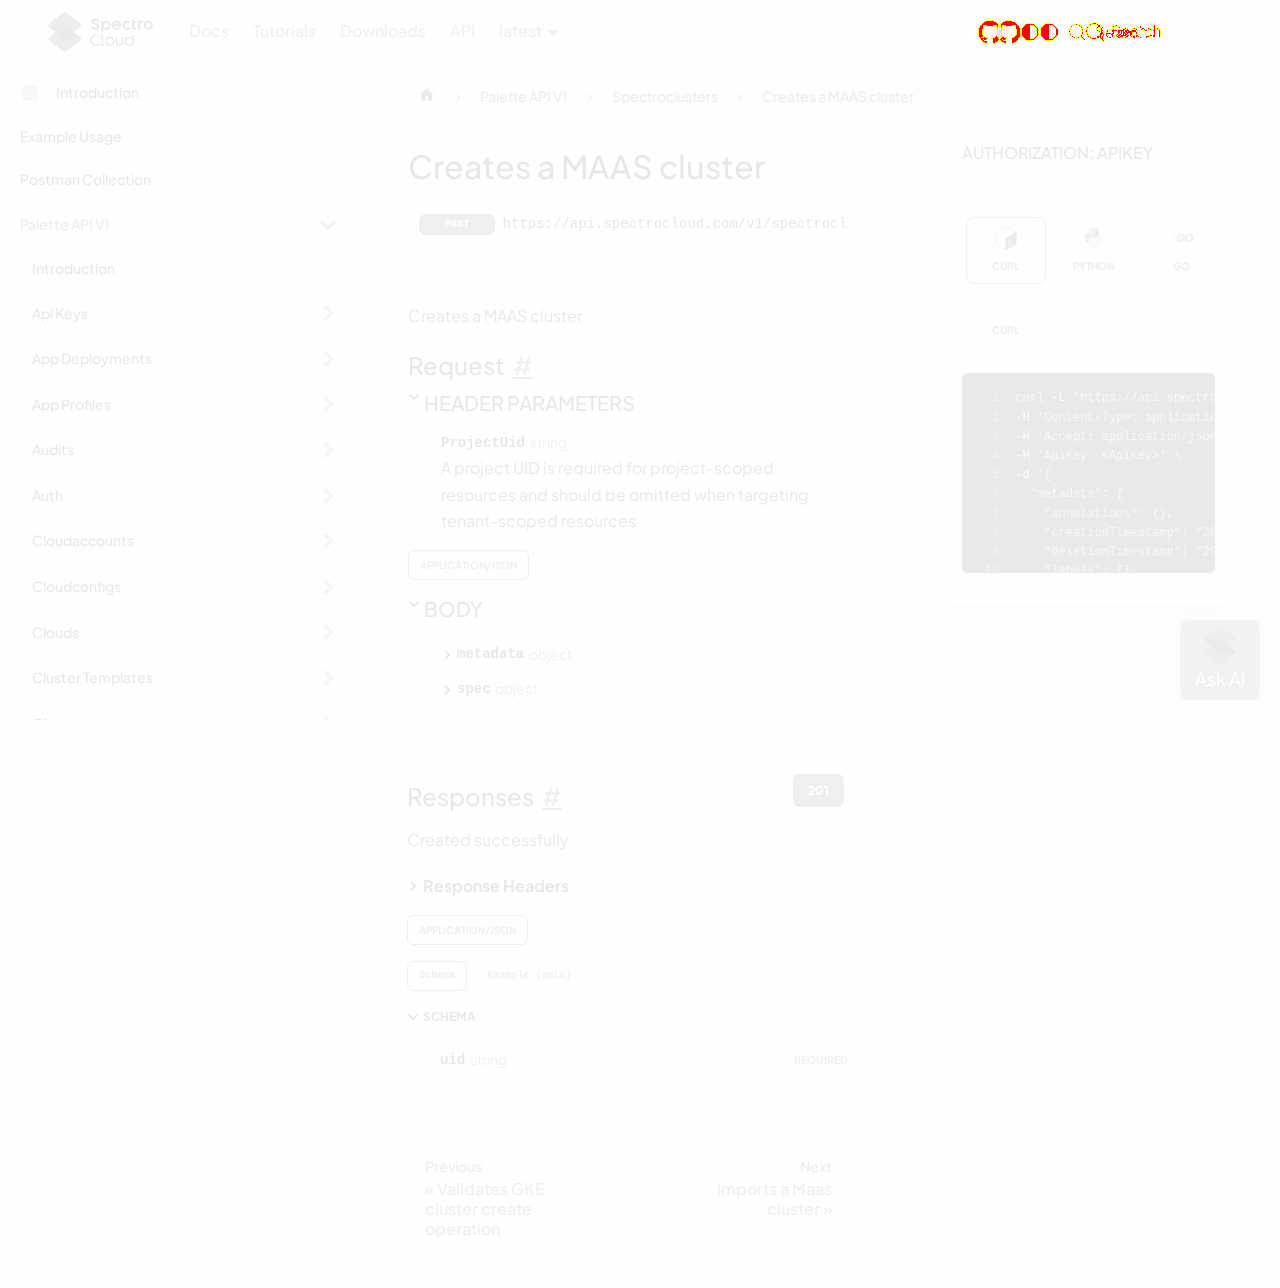 Spectro
Cloud
Docs
Tutorials
Downloads
API
latest
Introduction
Example Usage
Postman Collection
Palette API V1
Introduction
Api Keys
App Deployments
App Profiles
Audits
Auth
Cloudaccounts
Cloudconfigs
Clouds
Cluster Templates
Palette API V1
Spectroclusters
Creates a MAAS cluster
Creates a MAAS cluster
POST
https://api.spectrocloud.com/v1/spectrocl
Creates a MAAS cluster
Request #
HEADER PARAMETERS
ProjectUid string
A project UID is required for project-scoped
resources and should be omitted when targeting
tenant-scoped resources
APPLICATION/JSON
BODY
metadata object
spec object
Responses #
201
Created successfully
Response Headers
APPLICATION/JSON
Schema
Example (auto)
SCHEMA
uid string
REQUIRED
Previous
« Validates GKE
cluster create
operation
Next
Imports a Maas
cluster »
AUTHORIZATION: APIKEY
CURL
PYTHON
GO
GO
CURL
1 curl -L 'https://api.spectro
2 -H 'Content-Type: applicatio
3 -H 'Accept: application/json
4 -H 'ApiKey: <ApiKey>' \
5 -d '{
6 "metadata": {
7 "annotations": {},
8 "creationTimestamp": "20
9 "deletionTimestamp": "20
10 "labels": {},
Ask AI